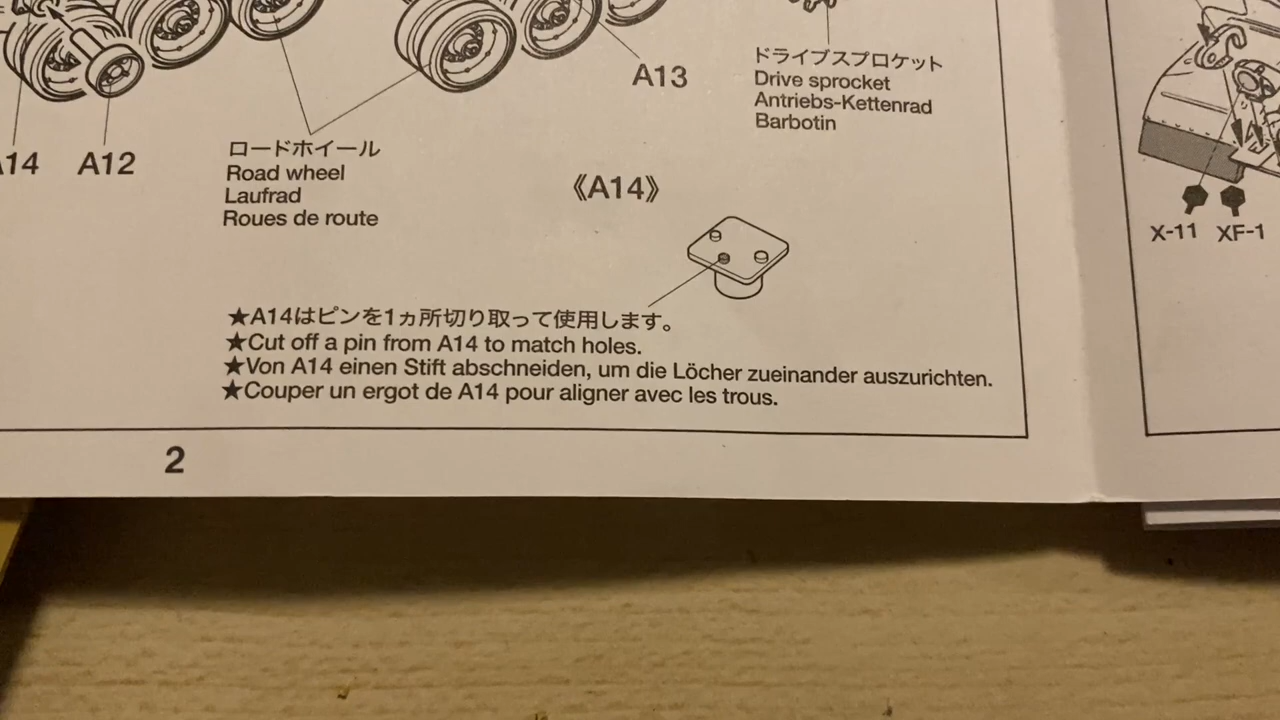 A13
ドライブスプロケット
Drive sprocket
Antriebs-Kettenrad
Barbotin
A14
A12
ロードホイール
Road wheel
Laufrad
Roues de route
《A14》
★A14はピンを1ヵ所切り取って使用します。
★Cut off a pin from A14 to match holes.
★Von A14 einen Stift abschneiden, um die Löcher zueinander auszurichten.
★Couper un ergot de A14 pour aligner avec les trous.
2
X-11 XF-1